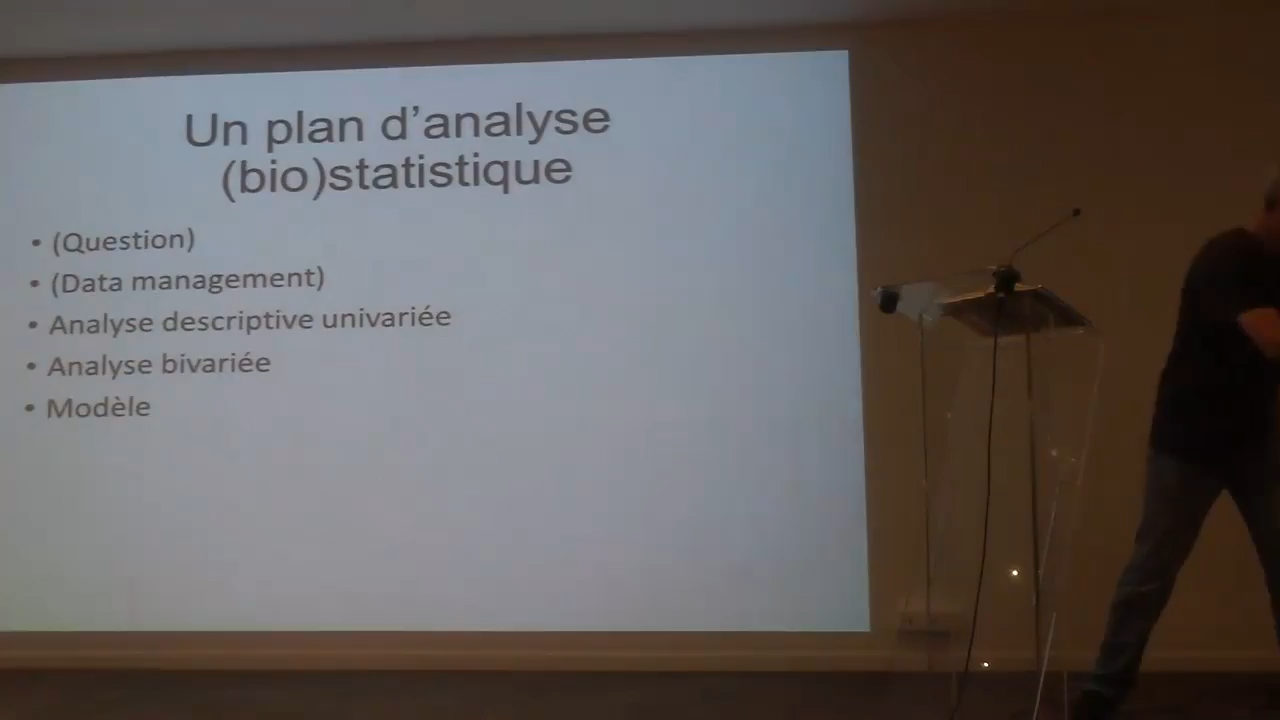 Un plan d’analyse
(bio)statistique
• (Question)
• (Data management)
• Analyse descriptive univariée
• Analyse bivariée
• Modèle